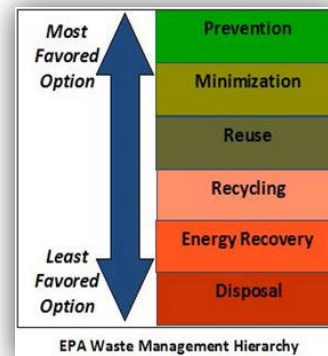 Most
Favored
Option
Prevention
Minimization
Reuse
Recycling
Energy Recovery
Disposal
Least
Favored
Option
EPA Waste Management Hierarchy